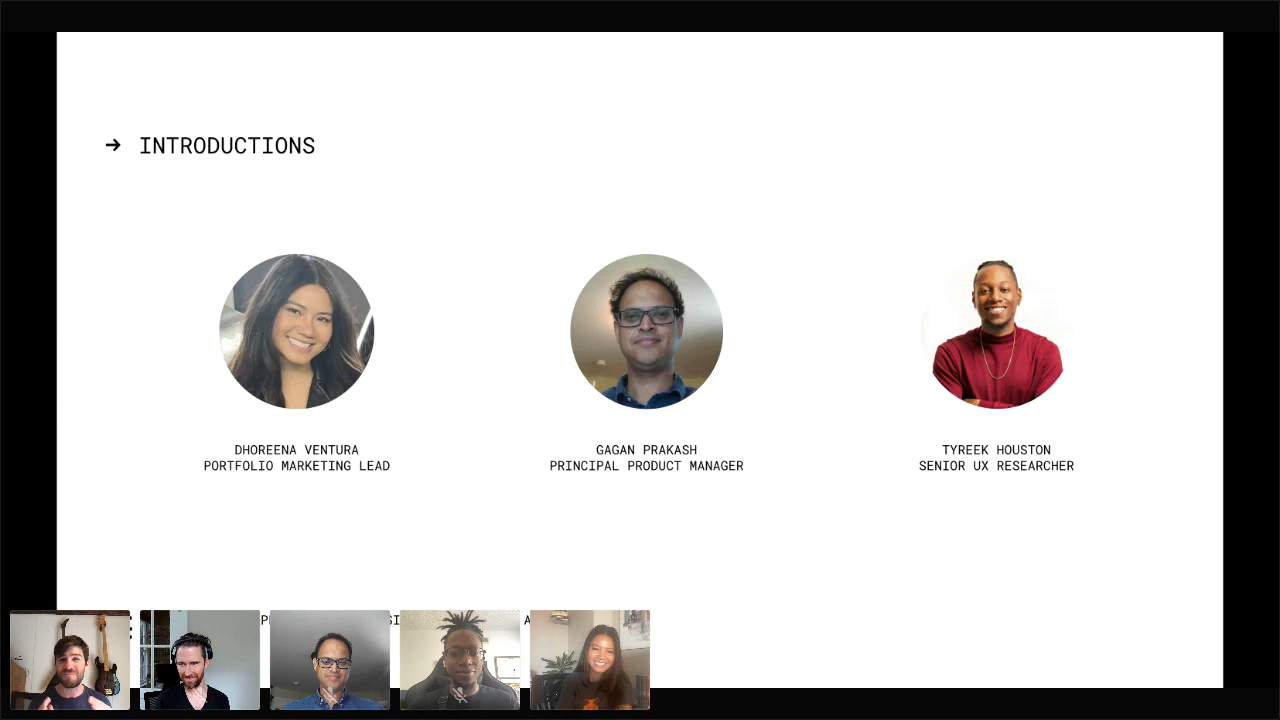 → INTRODUCTIONS
DHOREENA VENTURA
PORTFOLIO MARKETING LEAD
GAGAN PRAKASH
PRINCIPAL PRODUCT MANAGER
TYREEK HOUSTON
SENIOR UX RESEARCHER